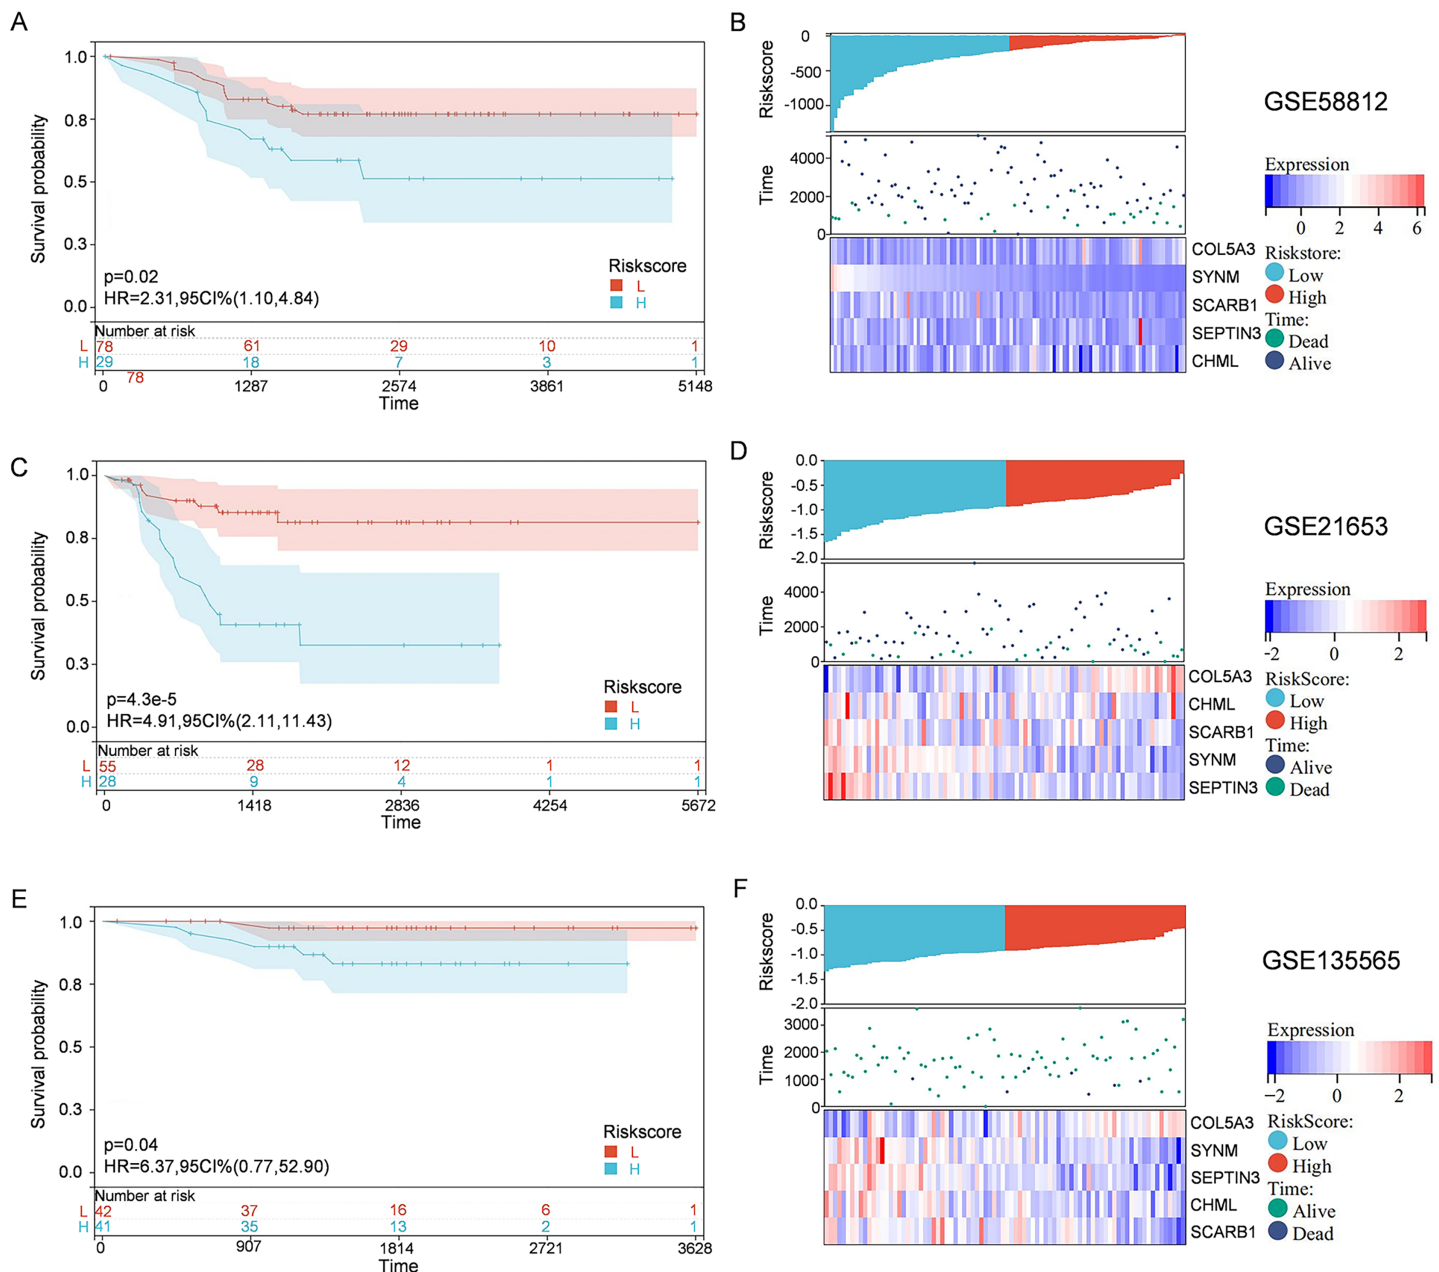 A
1.0
0.8
0.5
0.3
0.0
Survival probability
p=0.02
HR=2.31,95CI%(1.10,4.84)
Riskscore
L
H
Number at risk
L 78 61 29 10 1
H 29 18 7 3 1
78
0 1287 2574 3861 5148
Time
B
0
-500
-1000
Riskscore
4000
2000
0
Time
COL5A3
SYNM
SCARB1
SEPTIN3
CHML
GSE58812
Expression
0 2 4 6
Riskstore:
Low
High
Time:
Dead
Alive
C
1.0
0.8
0.5
0.3
0.0
Survival probability
p=4.3e-5
HR=4.91,95CI%(2.11,11.43)
Riskscore
L
H
Number at risk
L 55 28 12 1 1
H 28 9 4 1 1
0 1418 2836 4254 5672
Time
D
0.0
-0.5
-1.0
-1.5
-2.0
Riskscore
4000
2000
0
Time
COL5A3
CHML
SCARB1
SYNM
SEPTIN3
GSE21653
Expression
−2 0 2
RiskScore:
Low
High
Time:
Alive
Dead
E
1.0
0.8
0.5
0.3
0.0
Survival probability
p=0.04
HR=6.37,95CI%(0.77,52.90)
Riskscore
L
H
Number at risk
L 42 37 16 6 1
H 41 35 13 2 1
0 907 1814 2721 3628
Time
F
0.0
-0.5
-1.0
-1.5
-2.0
Riskscore
3000
2000
1000
0
Time
COL5A3
SYNM
SEPTIN3
CHML
SCARB1
GSE135565
Expression
−2 0 2
RiskScore:
Low
High
Time:
Alive
Dead